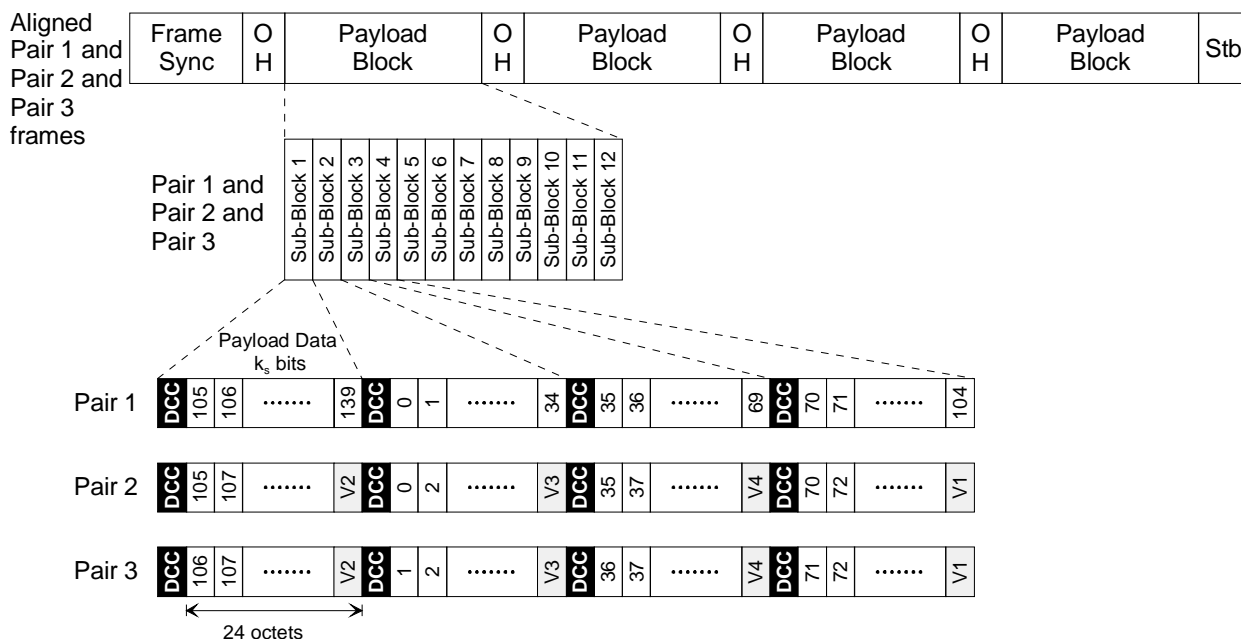 Aligned
Pair 1 and
Pair 2 and
Pair 3
frames
Frame
Sync
O
H
Payload
Block
O
H
Payload
Block
O
H
Payload
Block
O
H
Payload
Block
Stb
Pair 1 and
Pair 2 and
Pair 3
Sub-Block 1
Sub-Block 2
Sub-Block 3
Sub-Block 4
Sub-Block 5
Sub-Block 6
Sub-Block 7
Sub-Block 8
Sub-Block 9
Sub-Block 10
Sub-Block 11
Sub-Block 12
Payload Data
ks bits
Pair 1 DCC 105 106 ....... 139 DCC 0 1 ....... 34 DCC 35 36 ....... 69 DCC 70 71 ....... 104
Pair 2 DCC 105 107 ....... V2 DCC 0 2 ....... V3 DCC 35 37 ....... V4 DCC 70 72 ....... V1
Pair 3 DCC 106 107 ....... V2 DCC 1 2 ....... V3 DCC 36 37 ....... V4 DCC 71 72 ....... V1
24 octets